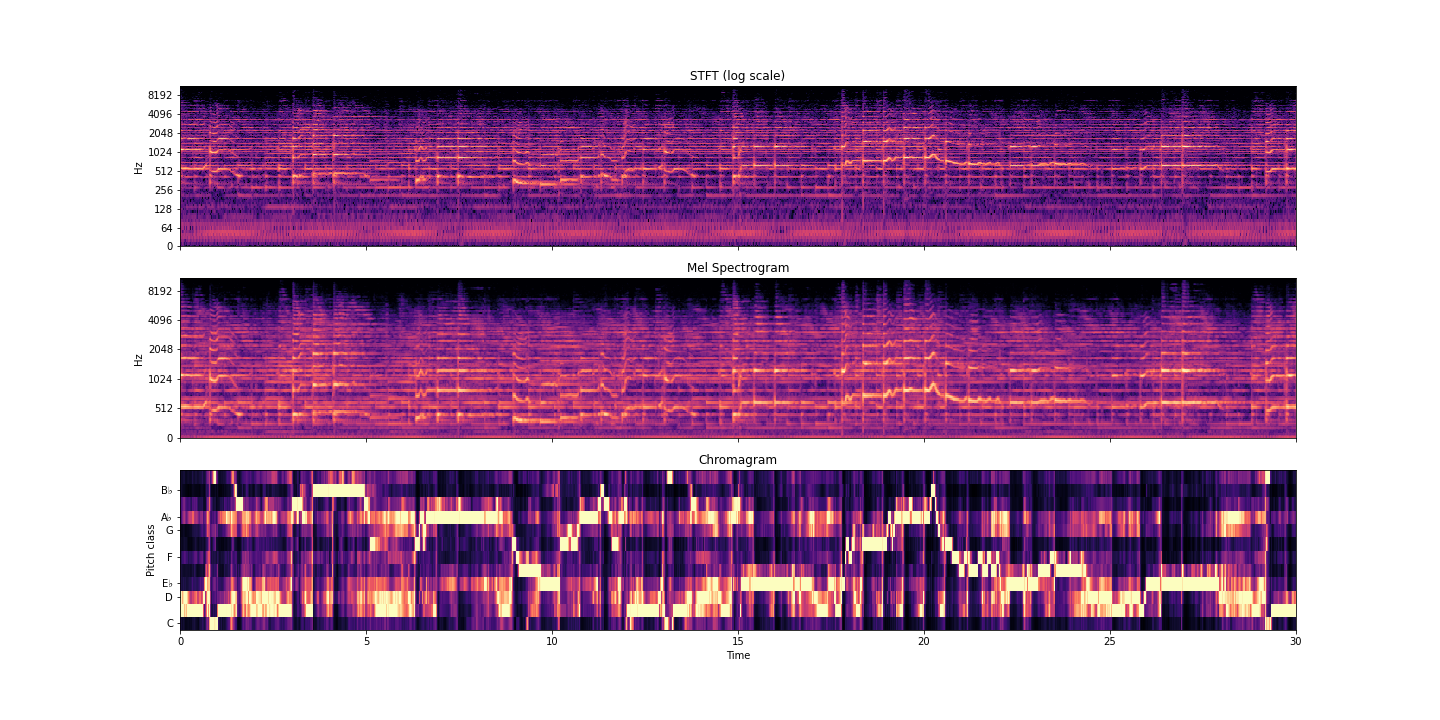 STFT (log scale)
8192
4096
2048
1024
512
256
128
64
0
Hz
Mel Spectrogram
8192
4096
2048
1024
512
0
Hz
Chromagram
B♭
A♭
G
F
E♭
D
C
Pitch class
0 5 10 15 20 25 30
Time